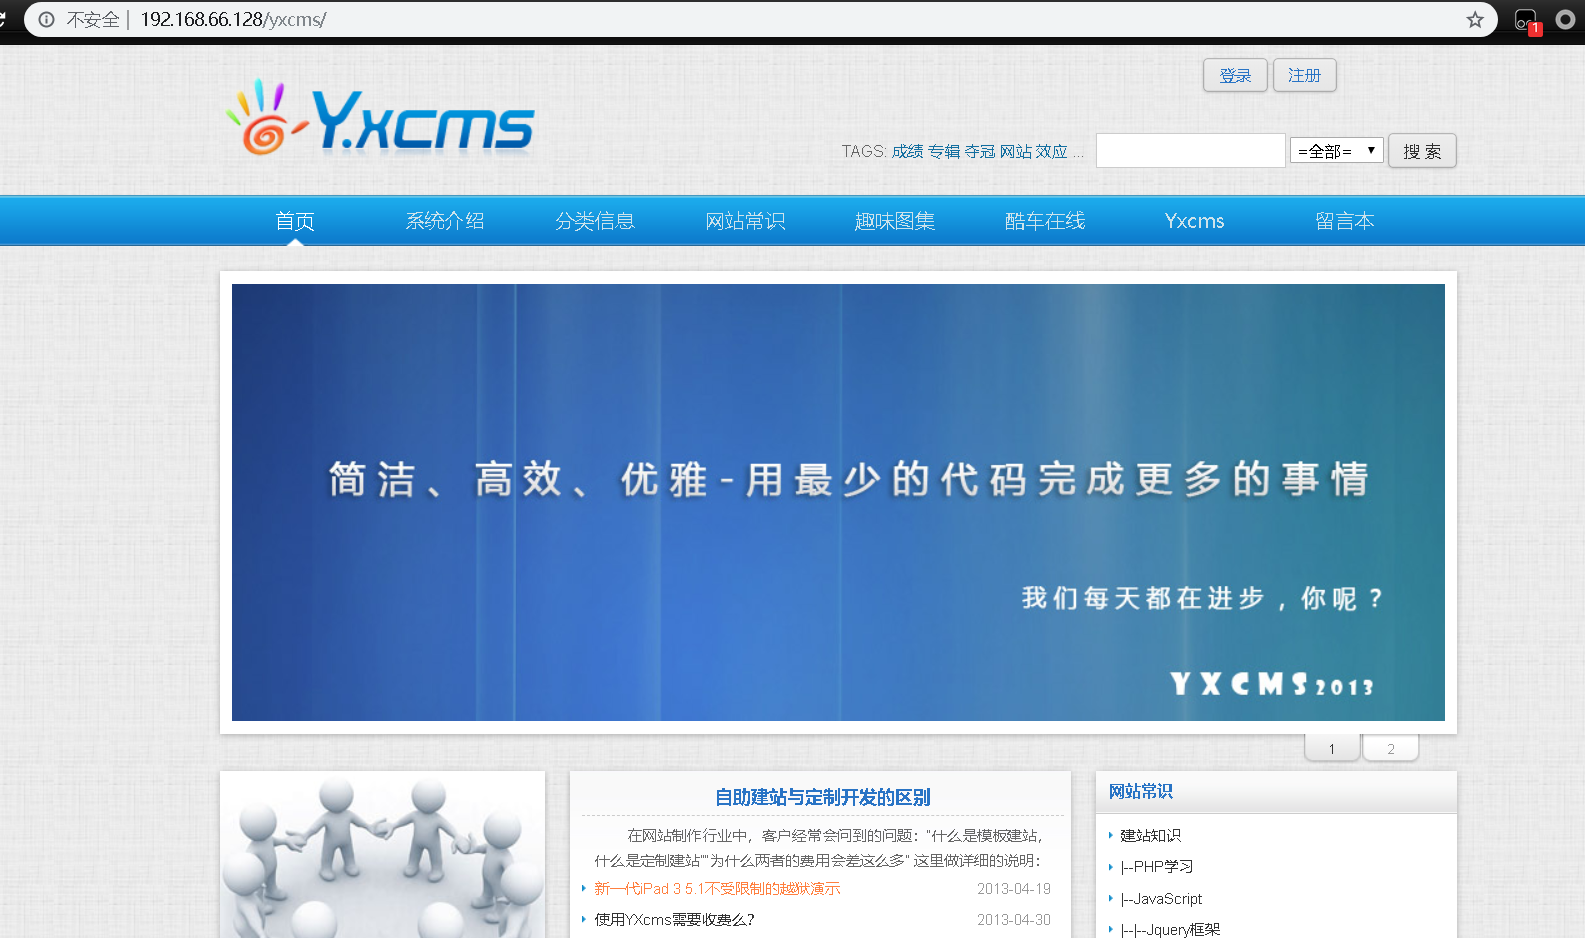 不安全 | 192.168.66.128/yxcms/
1
登录 注册
Y.xcms
TAGS: 成绩 专辑 夺冠 网站 效应 ... =全部= 搜 索
首页 系统介绍 分类信息 网站常识 趣味图集 酷车在线 Yxcms 留言本
简洁、高效、优雅-用最少的代码完成更多的事情
我们每天都在进步，你呢？
YXCMS2013
1 2
自助建站与定制开发的区别
在网站制作行业中，客户经常会问到的问题：“什么是模板建站，
什么是定制建站”“为什么两者的费用会差这么多” 这里做详细的说明：
新一代iPad 3 5.1不受限制的越狱演示 2013-04-19
使用YXcms需要收费么? 2013-04-30
网站常识
建站知识
|--PHP学习
|--JavaScript
|--|--Jquery框架